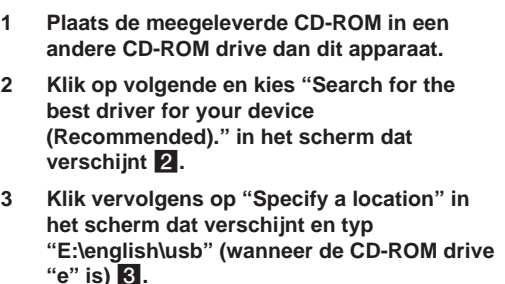 1 Plaats de meegeleverde CD-ROM in een
andere CD-ROM drive dan dit apparaat.
2 Klik op volgende en kies “Search for the
best driver for your device
(Recommended).” in het scherm dat
verschijnt 2.
3 Klik vervolgens op “Specify a location” in
het scherm dat verschijnt en typ
“E:\english\usb” (wanneer de CD-ROM drive
“e” is) 3.